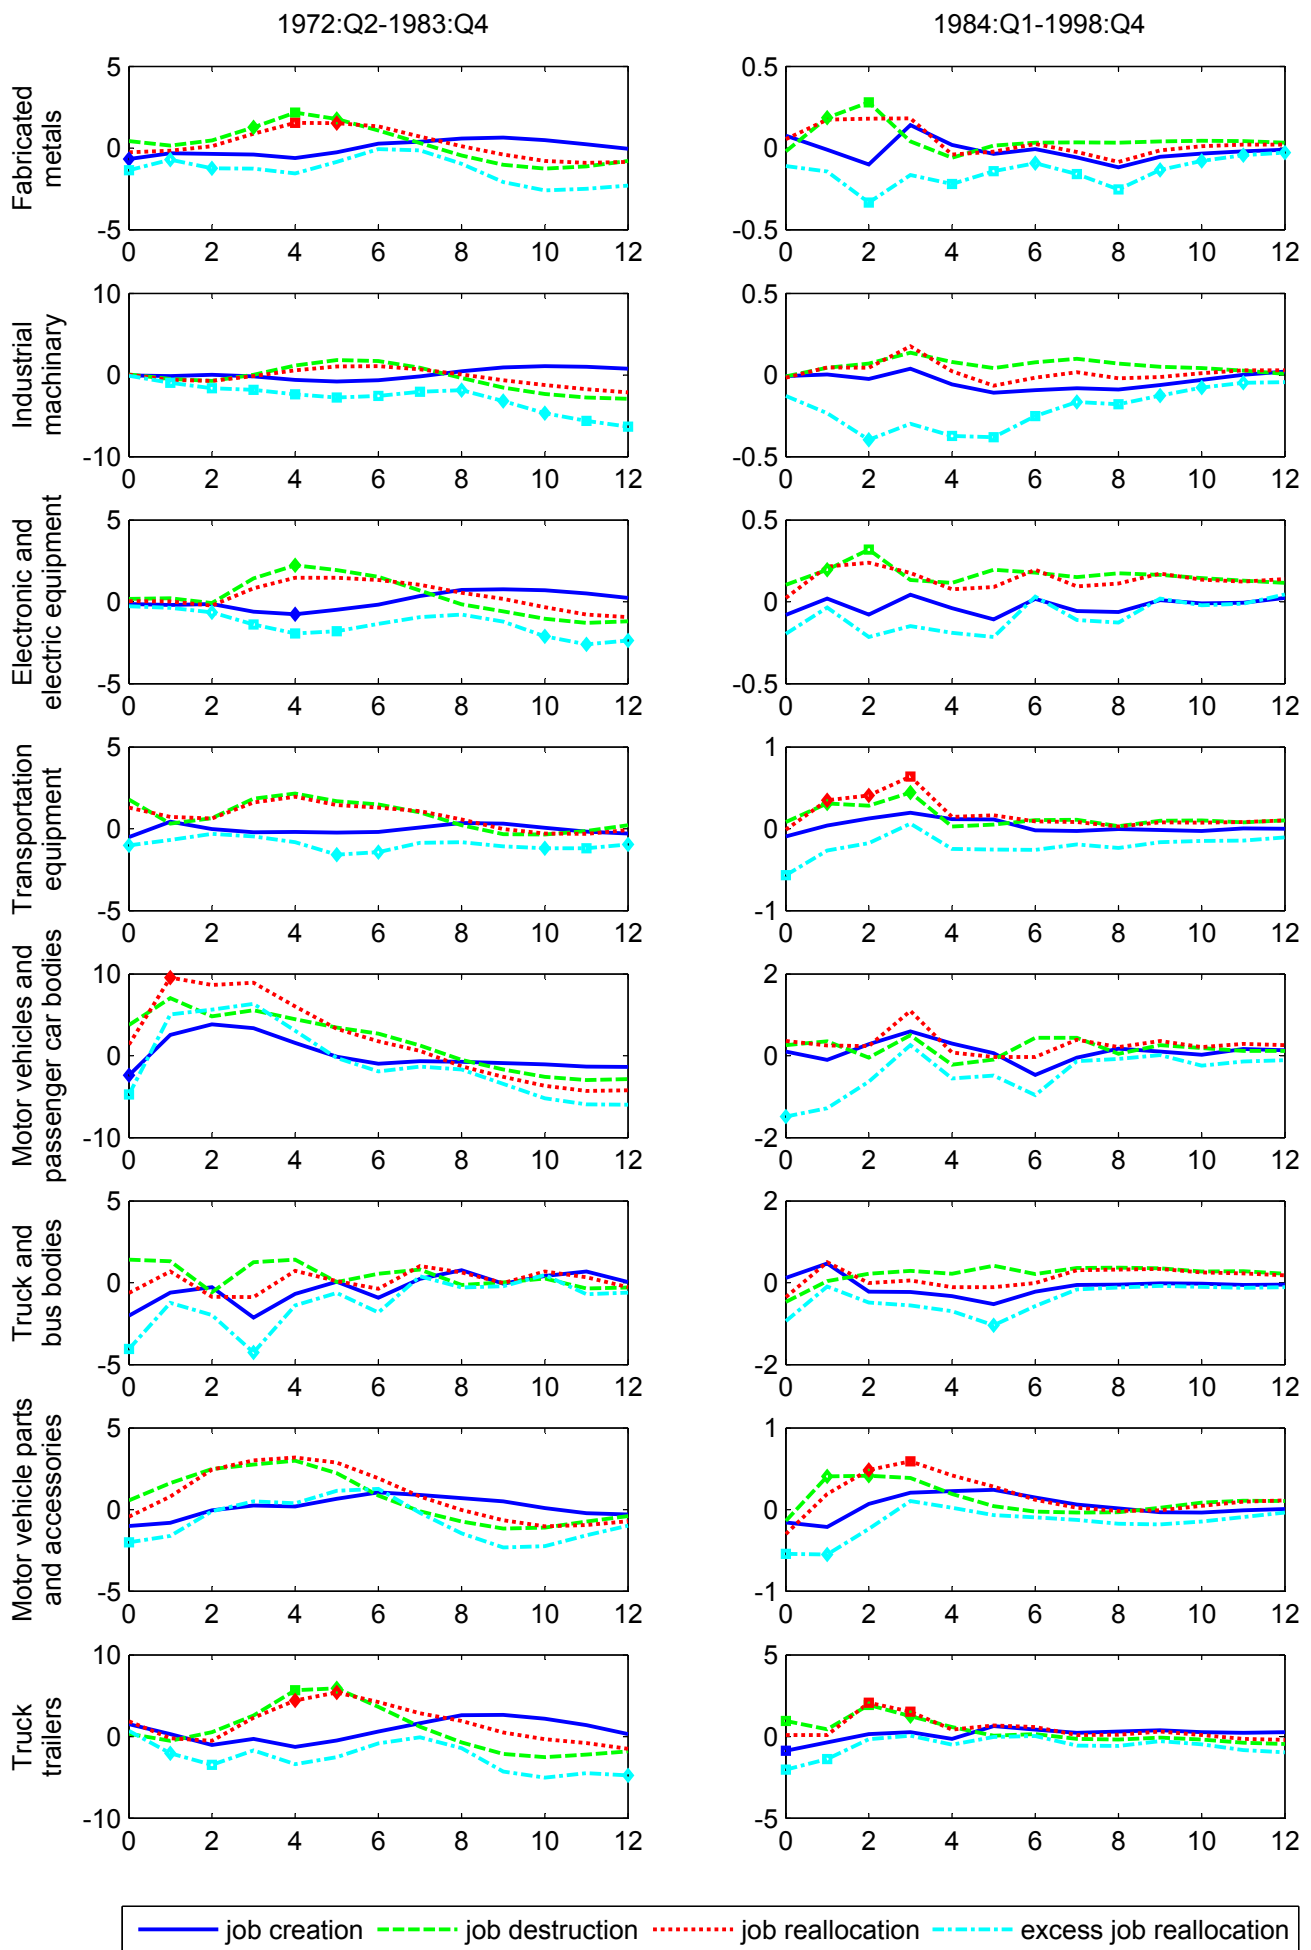 1972:Q2-1983:Q4
1984:Q1-1998:Q4
Fabricated
metals
5
0
-5
0 2 4 6 8 10 12
0.5
0
-0.5
0 2 4 6 8 10 12
Industrial
machinary
10
0
-10
0 2 4 6 8 10 12
0.5
0
-0.5
0 2 4 6 8 10 12
Electronic and
electric equipment
5
0
-5
0 2 4 6 8 10 12
0.5
0
-0.5
0 2 4 6 8 10 12
Transportation
equipment
5
0
-5
0 2 4 6 8 10 12
1
0
-1
0 2 4 6 8 10 12
Motor vehicles and
passenger car bodies
10
0
-10
0 2 4 6 8 10 12
2
0
-2
0 2 4 6 8 10 12
Truck and
bus bodies
5
0
-5
0 2 4 6 8 10 12
2
0
-2
0 2 4 6 8 10 12
Motor vehicle parts
and accessories
5
0
-5
0 2 4 6 8 10 12
1
0
-1
0 2 4 6 8 10 12
Truck
trailers
10
0
-10
0 2 4 6 8 10 12
5
0
-5
0 2 4 6 8 10 12
job creation job destruction job reallocation excess job reallocation